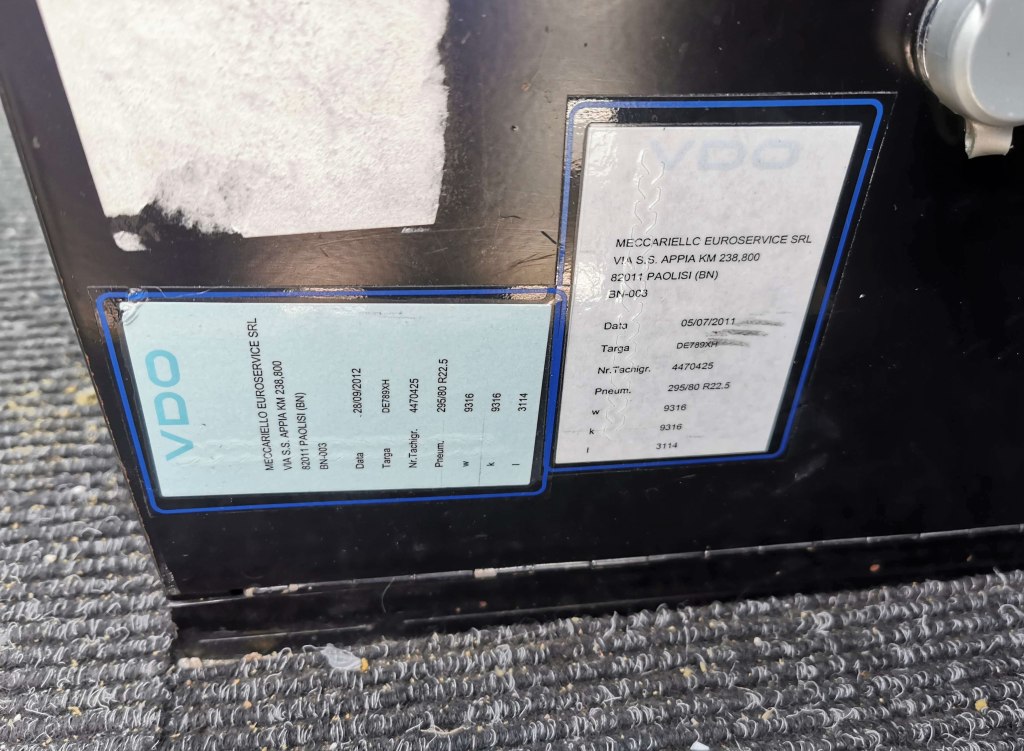 VDO
MECCARIELLO EUROSERVICE SRL
VIA S.S. APPIA KM 238,800
82011 PAOLISI (BN)
BN-003
Data 28/09/2012
Targa DE789XH
Nr.Tachigr. 4470425
Pneum. 295/80 R22.5
w 9316
k 9316
l 3114
VDO
MECCARIELLO EUROSERVICE SRL
VIA S.S. APPIA KM 238,800
82011 PAOLISI (BN)
BN-003
Data 05/07/2011
Targa DE789XH
Nr.Tachigr. 4470425
Pneum. 295/80 R22.5
w 9316
k 9316
l 3114